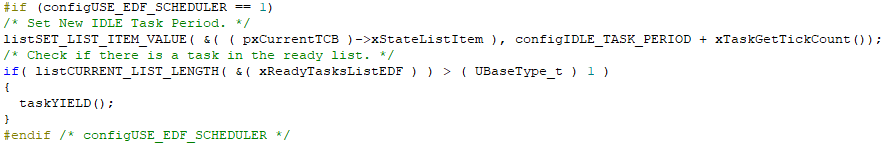 #if (configUSE_EDF_SCHEDULER == 1)
/* Set New IDLE Task Period. */
listSET_LIST_ITEM_VALUE( &( ( pxCurrentTCB )->xStateListItem ), configIDLE_TASK_PERIOD + xTaskGetTickCount());
/* Check if there is a task in the ready list. */
if( listCURRENT_LIST_LENGTH( &( xReadyTasksListEDF ) ) > ( UBaseType_t ) 1 )
{
  taskYIELD();
}
#endif /* configUSE_EDF_SCHEDULER */